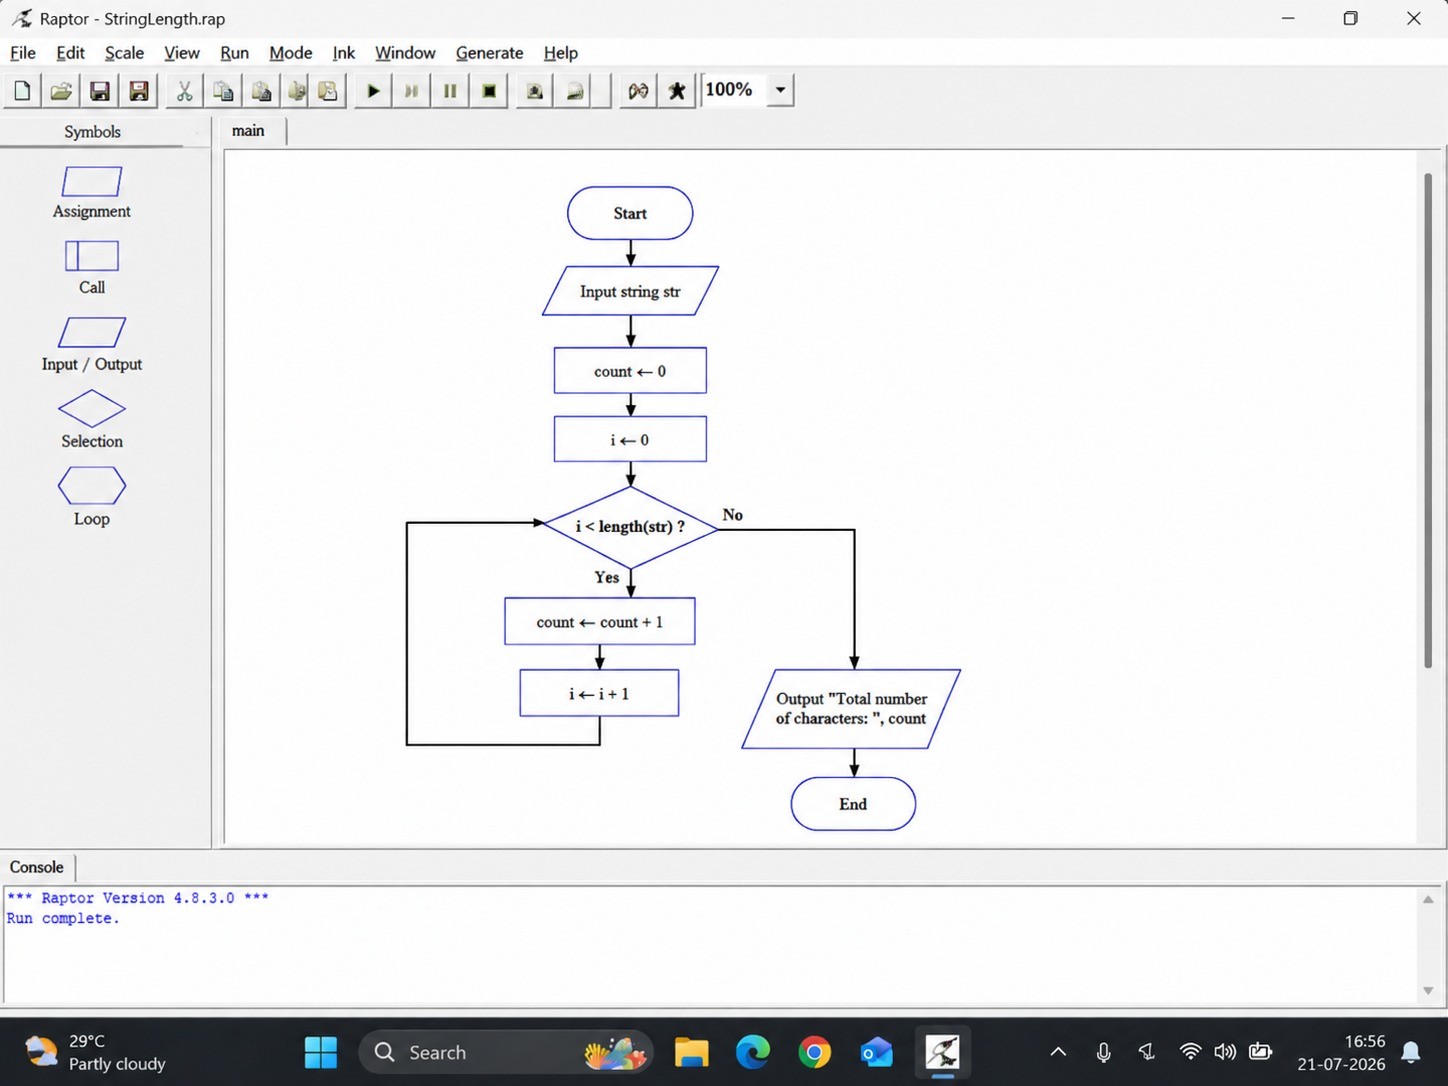 Raptor - StringLength.rap
File Edit Scale View Run Mode Ink Window Generate Help
100%
Symbols
main
Assignment
Call
Input / Output
Selection
Loop
Start
Input string str
count ← 0
i ← 0
i < length(str) ?
No
Yes
count ← count + 1
i ← i + 1
Output "Total number
of characters: ", count
End
Console
*** Raptor Version 4.8.3.0 ***
Run complete.
29°C
Partly cloudy
Search
16:56
21-07-2026